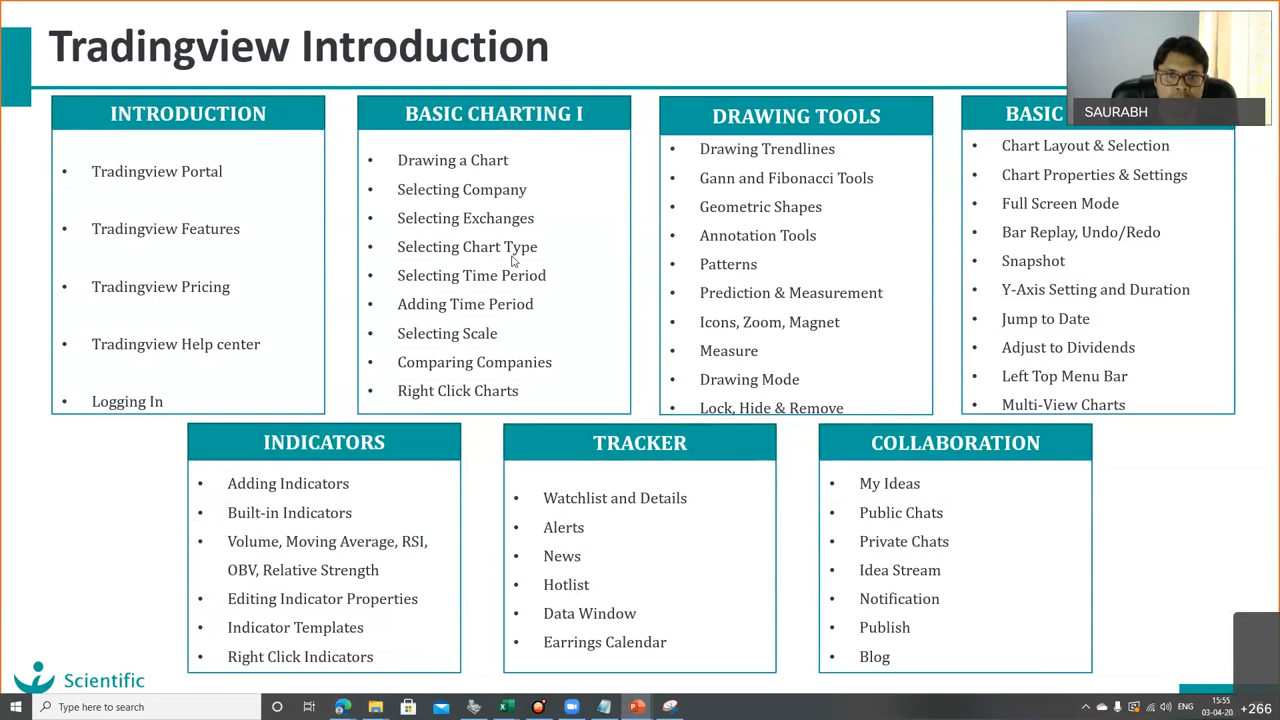 Tradingview Introduction
SAURABH
INTRODUCTION
Tradingview Portal
Tradingview Features
Tradingview Pricing
Tradingview Help center
Logging In
BASIC CHARTING I
Drawing a Chart
Selecting Company
Selecting Exchanges
Selecting Chart Type
Selecting Time Period
Adding Time Period
Selecting Scale
Comparing Companies
Right Click Charts
DRAWING TOOLS
Drawing Trendlines
Gann and Fibonacci Tools
Geometric Shapes
Annotation Tools
Patterns
Prediction & Measurement
Icons, Zoom, Magnet
Measure
Drawing Mode
Lock, Hide & Remove
BASIC
Chart Layout & Selection
Chart Properties & Settings
Full Screen Mode
Bar Replay, Undo/Redo
Snapshot
Y-Axis Setting and Duration
Jump to Date
Adjust to Dividends
Left Top Menu Bar
Multi-View Charts
INDICATORS
Adding Indicators
Built-in Indicators
Volume, Moving Average, RSI,
OBV, Relative Strength
Editing Indicator Properties
Indicator Templates
Right Click Indicators
TRACKER
Watchlist and Details
Alerts
News
Hotlist
Data Window
Earrings Calendar
COLLABORATION
My Ideas
Public Chats
Private Chats
Idea Stream
Notification
Publish
Blog
Scientific
Type here to search
ENG
15:55
03-04-20
+266